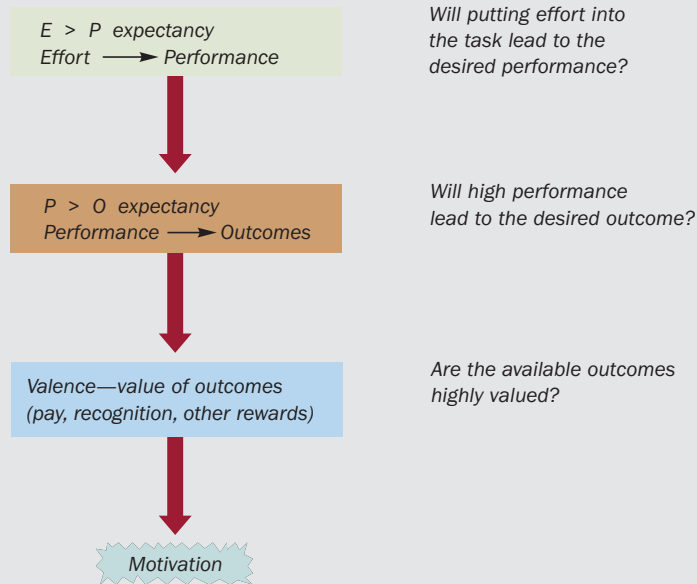 E > P expectancy
Effort → Performance
Will putting effort into
the task lead to the
desired performance?
P > O expectancy
Performance → Outcomes
Will high performance
lead to the desired outcome?
Valence—value of outcomes
(pay, recognition, other rewards)
Are the available outcomes
highly valued?
Motivation